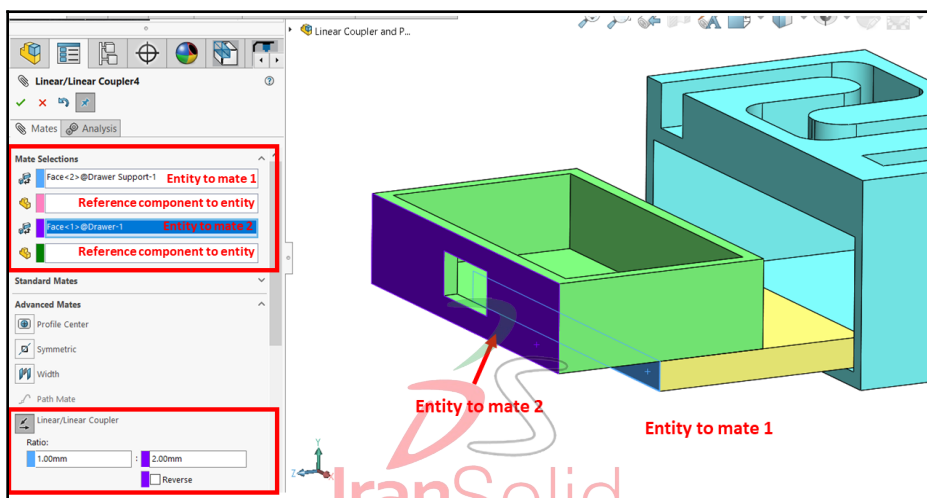 Linear Coupler and P...
Linear/Linear Coupler4
Mates
Analysis
Mate Selections
Face<2>@Drawer Support-1 Entity to mate 1
Reference component to entity
Face<1>@Drawer-1 Entity to mate 2
Reference component to entity
Standard Mates
Advanced Mates
Profile Center
Symmetric
Width
Path Mate
Linear/Linear Coupler
Ratio:
1.00mm : 2.00mm
Reverse
Entity to mate 2
Entity to mate 1
Y
Z
IranSolid